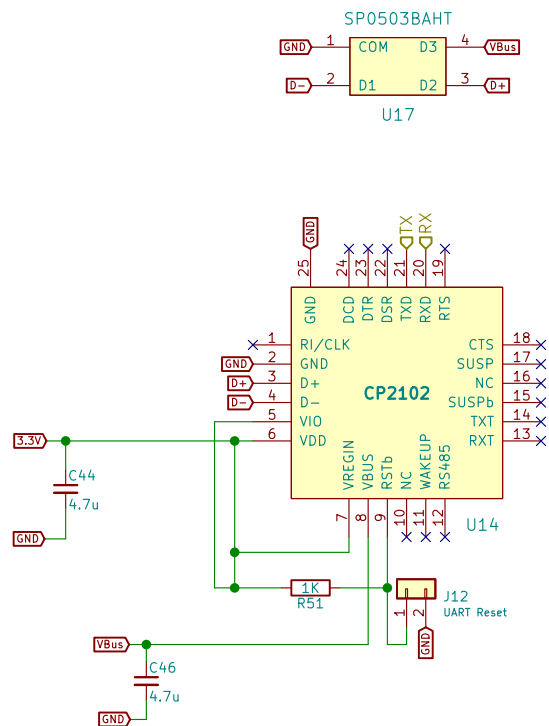 SP0503BAHT
GND 1 COM D3 4 VBus
D- 2 D1 D2 3 D+
U17
GND TX RX
25 24 23 22 21 20 19
GND DCD DTR DSR TXD RXD RTS
1 RI/CLK CTS 18
GND 2 GND SUSP 17
D+ 3 D+ NC 16
D- 4 D- CP2102 SUSPb 15
5 VIO TXT 14
3.3V 6 VDD RXT 13
VREGIN VBUS RSTb NC WAKEUP RS485
7 8 9 10 11 12
U14
C44
4.7u
GND
1K
R51
J12
UART Reset
1 2
GND
VBus
C46
4.7u
GND